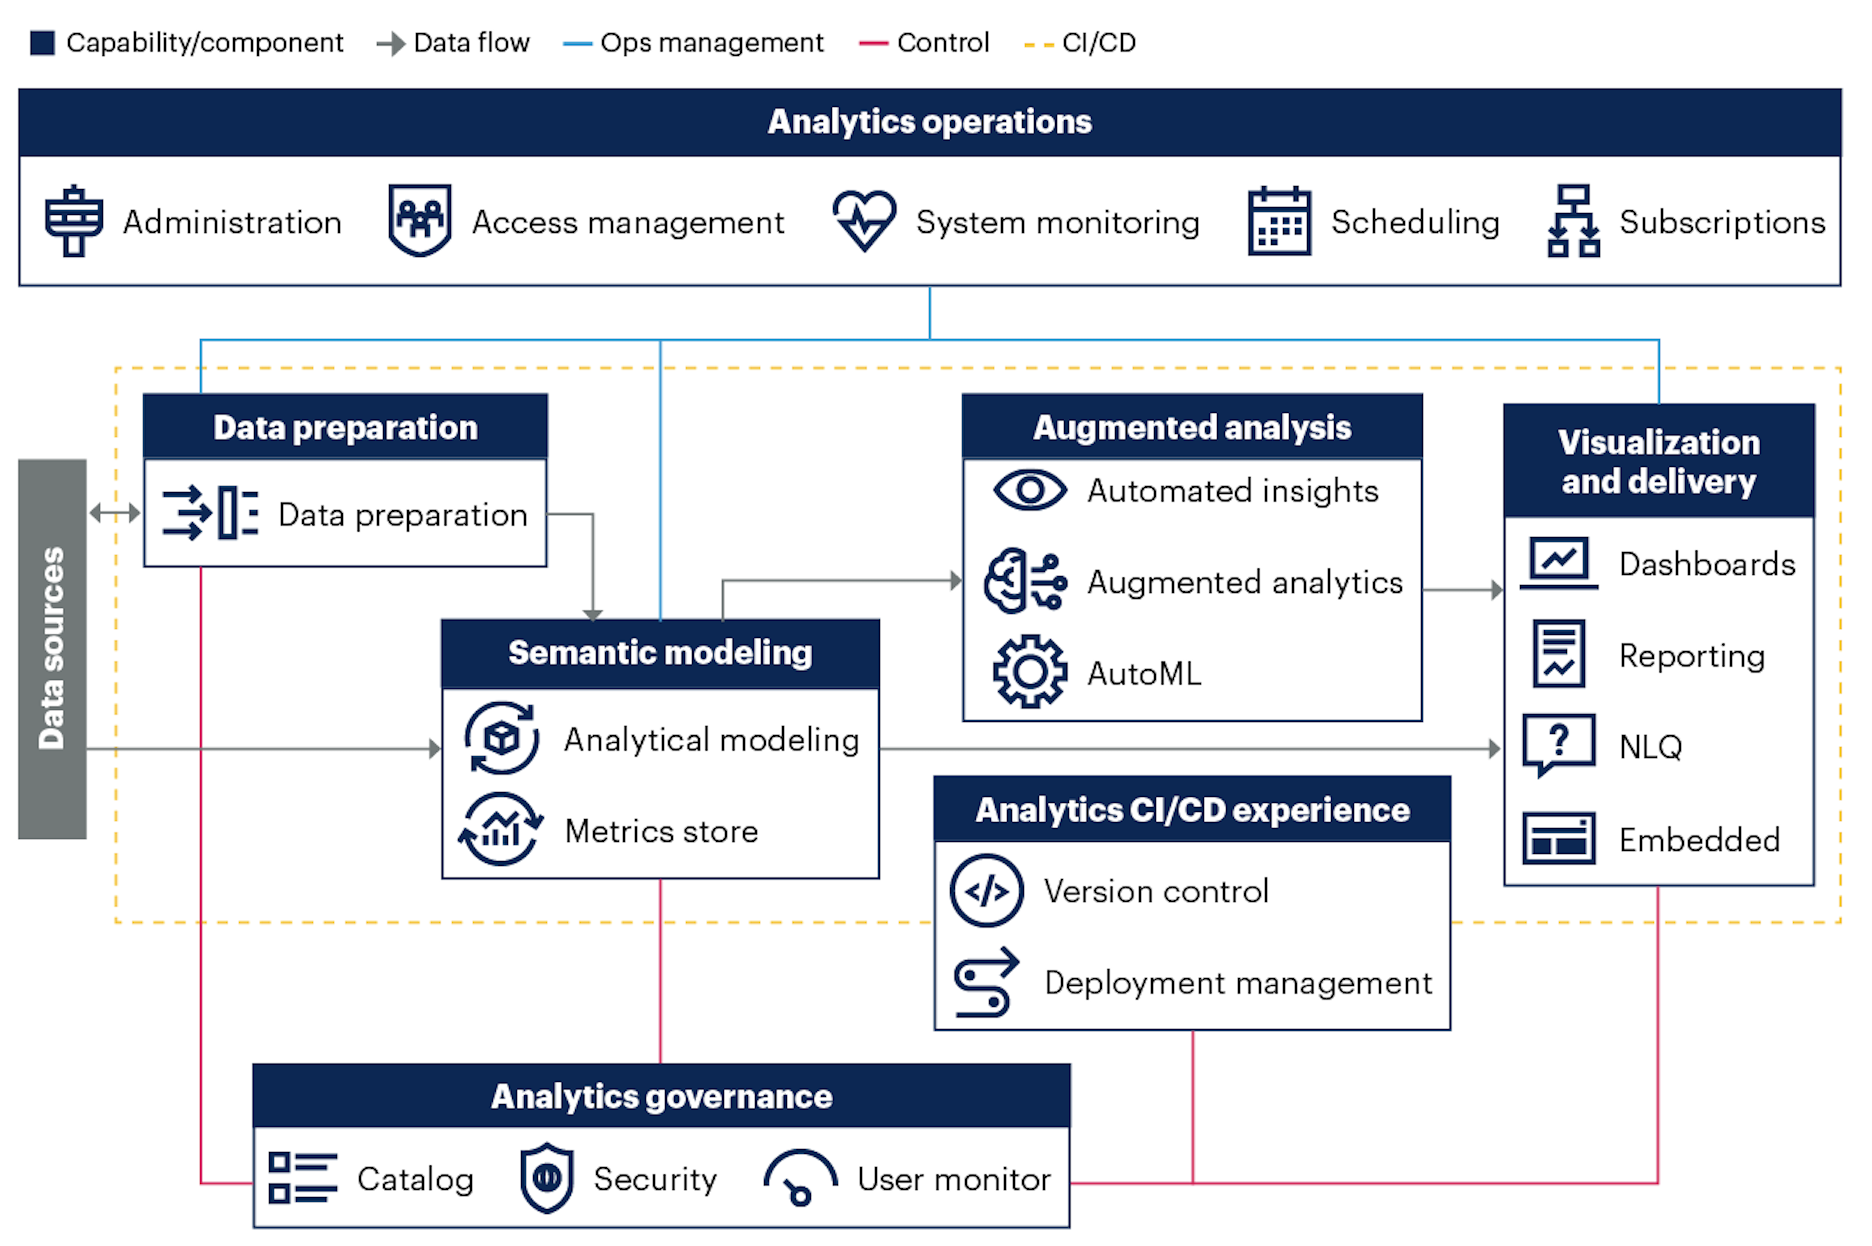 Capability/component
Data flow
Ops management
Control
CI/CD
Analytics operations
Administration
Access management
System monitoring
Scheduling
Subscriptions
Data sources
Data preparation
Data preparation
Semantic modeling
Analytical modeling
Metrics store
Augmented analysis
Automated insights
Augmented analytics
AutoML
Visualization
and delivery
Dashboards
Reporting
?
NLQ
Embedded
Analytics CI/CD experience
</>
Version control
Deployment management
Analytics governance
Catalog
Security
User monitor